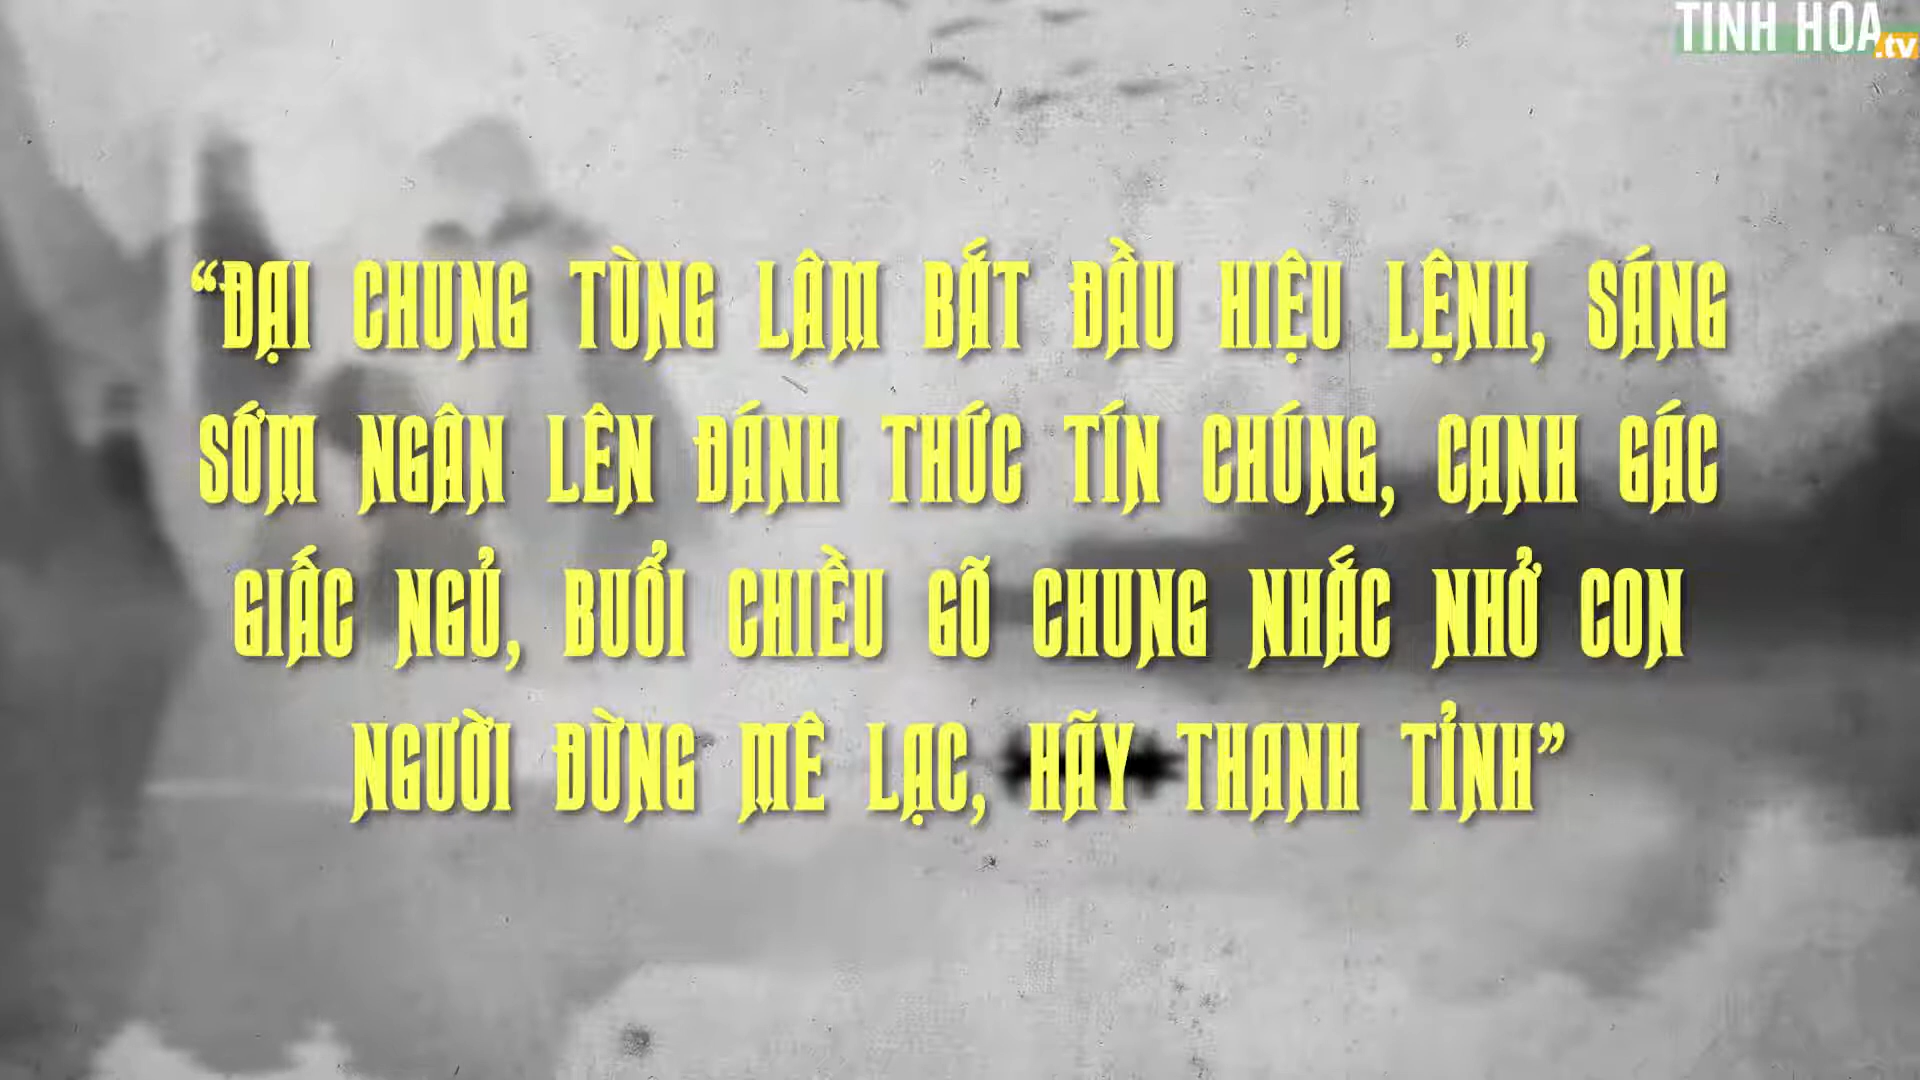 TINH HOA.tv
“ĐẠI CHUNG TÙNG LÂM BẮT ĐẦU HIỆU LỆNH, SÁNG
SỚM NGÂN LÊN ĐÁNH THỨC TÍN CHÚNG, CANH GÁC
GIẤC NGỦ, BUỔI CHIỀU GÕ CHUNG NHẮC NHỞ CON
NGƯỜI ĐỪNG MÊ LẠC, HÃY THANH TỈNH”